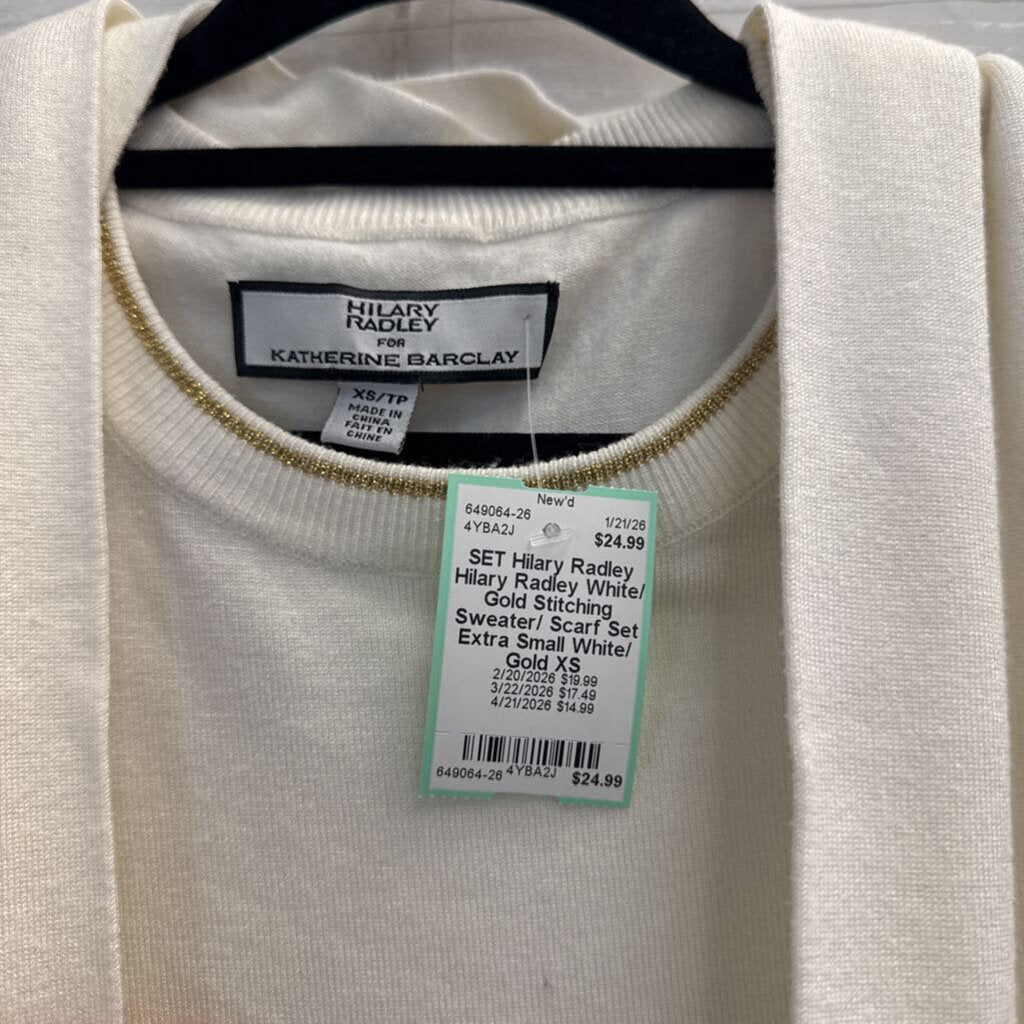 HILARY
RADLEY
FOR
KATHERINE BARCLAY
XS/TP
MADE IN
CHINA
FAIT EN
CHINE
New'd
649064-26 1/21/26
4YBA2J $24.99
SET Hilary Radley
Hilary Radley White/
Gold Stitching
Sweater/ Scarf Set
Extra Small White/
Gold XS
2/20/2026 $19.99
3/22/2026 $17.49
4/21/2026 $14.99
649064-26 4YBA2J $24.99